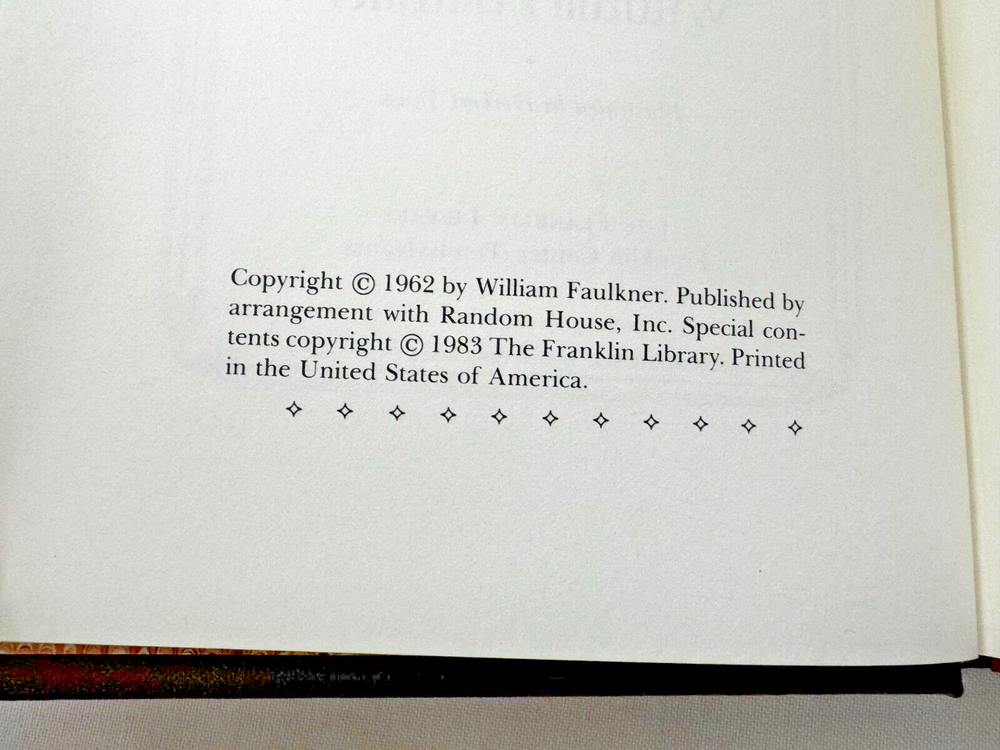 Copyright © 1962 by William Faulkner. Published by
arrangement with Random House, Inc. Special con-
tents copyright © 1983 The Franklin Library. Printed
in the United States of America.